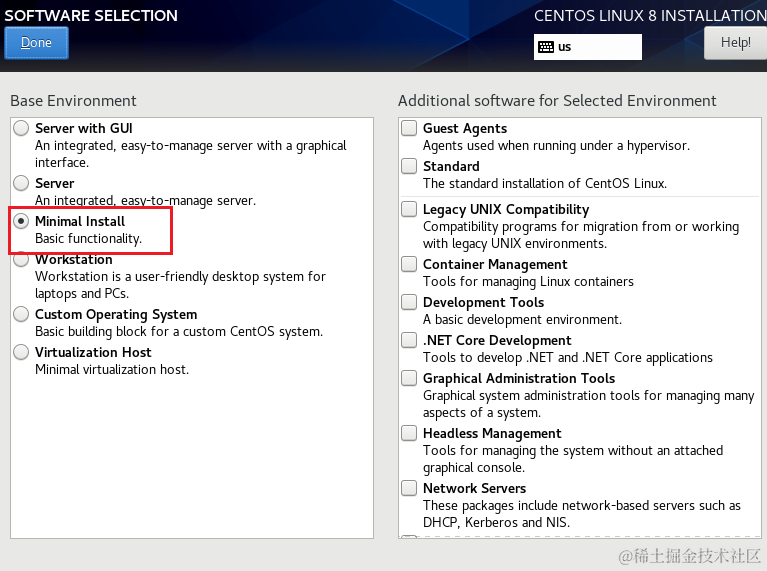 SOFTWARE SELECTION
CENTOS LINUX 8 INSTALLATION
Done
us
Help!
Base Environment
Server with GUI
An integrated, easy-to-manage server with a graphical
interface.
Server
An integrated, easy-to-manage server.
Minimal Install
Basic functionality.
Workstation
Workstation is a user-friendly desktop system for
laptops and PCs.
Custom Operating System
Basic building block for a custom CentOS system.
Virtualization Host
Minimal virtualization host.
Additional software for Selected Environment
Guest Agents
Agents used when running under a hypervisor.
Standard
The standard installation of CentOS Linux.
Legacy UNIX Compatibility
Compatibility programs for migration from or working
with legacy UNIX environments.
Container Management
Tools for managing Linux containers
Development Tools
A basic development environment.
.NET Core Development
Tools to develop .NET and .NET Core applications
Graphical Administration Tools
Graphical system administration tools for managing many
aspects of a system.
Headless Management
Tools for managing the system without an attached
graphical console.
Network Servers
These packages include network-based servers such as
DHCP, Kerberos and NIS.
@稀土掘金技术社区